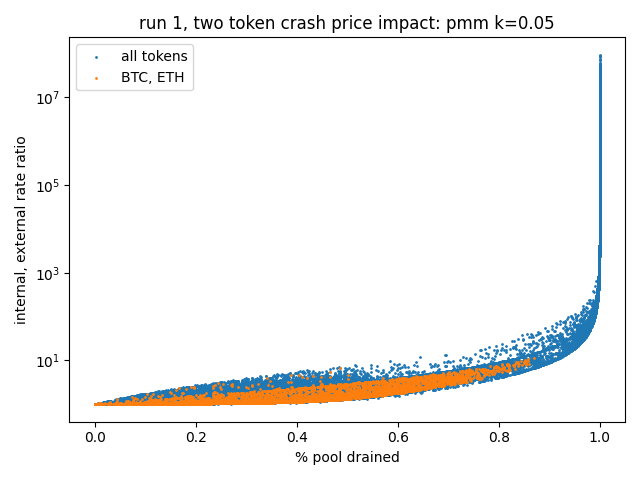 run 1, two token crash price impact: pmm k=0.05
all tokens
BTC, ETH
internal, external rate ratio
10^7
10^5
10^3
10^1
0.0 0.2 0.4 0.6 0.8 1.0
% pool drained